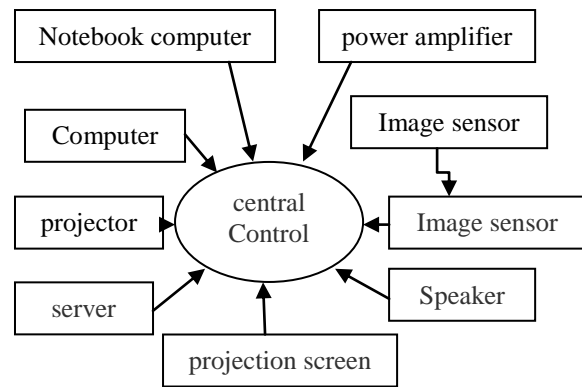 Notebook computer
power amplifier
Computer
Image sensor
central
Control
projector
Image sensor
server
Speaker
projection screen